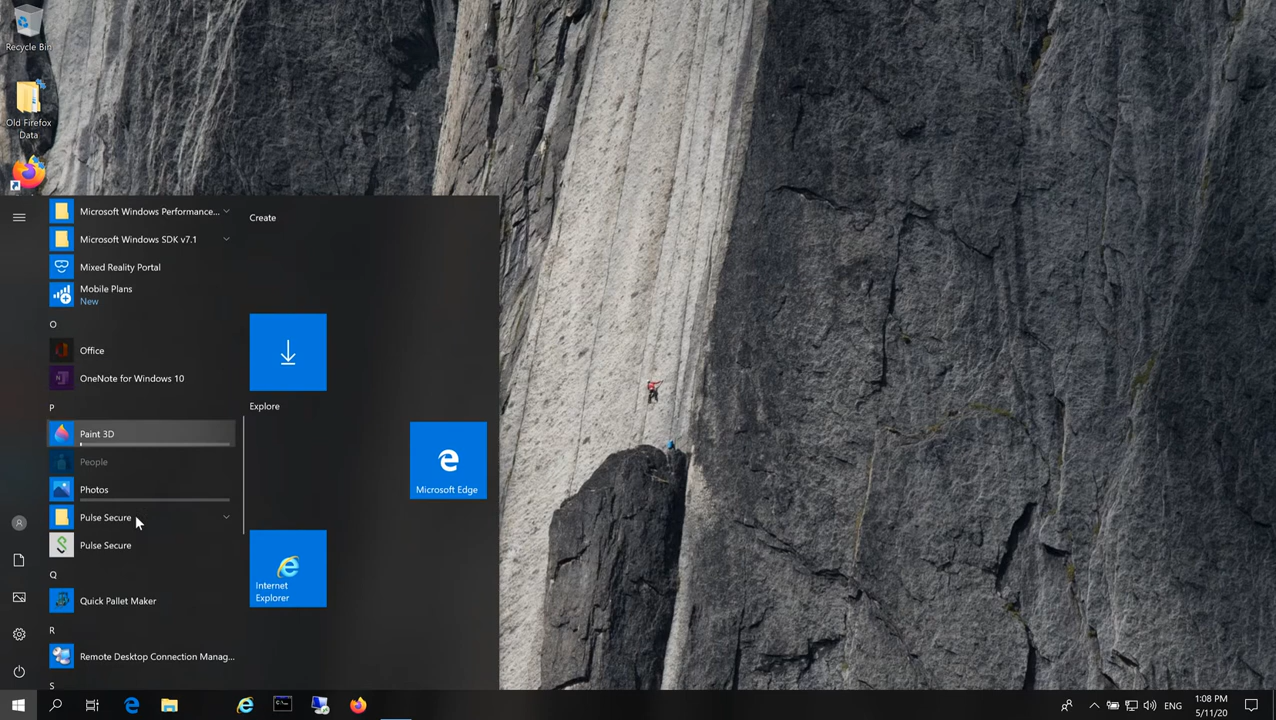 Recycle Bin
Old Firefox
Data
Microsoft Windows Performance...
Microsoft Windows SDK v7.1
Mixed Reality Portal
Mobile Plans
New
O
Office
OneNote for Windows 10
P
Paint 3D
People
Photos
Pulse Secure
Pulse Secure
Q
Quick Pallet Maker
R
Remote Desktop Connection Manag...
S
Create
Explore
Microsoft Edge
Internet
Explorer
ENG
1:08 PM
5/11/20